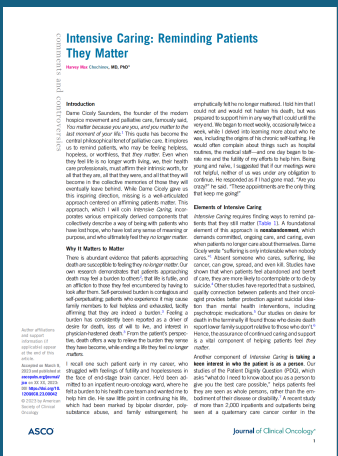 comments and controversies
Intensive Caring: Reminding Patients
They Matter
Harvey Max Chochinov, MD, PhD
Introduction
Dame Cicely Saunders, the founder of the modern
hospice movement and palliative care, famously said,
You matter because you are you, and you matter to the
last moment of your life.¹ This quote has become the
central philosophical tenet of palliative care. It implores
us to remind patients, who may be feeling helpless,
hopeless, or worthless, that they matter. Even when
they feel life is no longer worth living, we, their health
care professionals, must affirm their intrinsic worth, for
all that they are, all that they were, and all that they will
become in the collective memories of those they will
eventually leave behind. While Dame Cicely gave us
this inspiring direction, missing is a well-articulated
approach centered on affirming patients matter. This
approach, which I will coin Intensive Caring, incor-
porates various empirically derived components that
collectively describe a way of being with patients who
have lost hope, who have lost any sense of meaning or
purpose, and who ultimately feel they no longer matter.
Why It Matters to Matter
There is abundant evidence that patients approaching
death are susceptible to feeling they no longer matter. Our
own research demonstrates that patients approaching
death may feel a burden to others; that life is futile, and
an affliction to those they feel encumbered by having to
look after them. Self-perceived burden is contagious and
self-perpetuating; patients who experience it may cause
family members to feel helpless and exhausted, tacitly
affirming that they are indeed a burden.² Feeling a
burden has consistently been reported as a driver of
desire for death, loss of will to live, and interest in
physician-hastened death.³ From the patient's perspec-
tive, death offers a way to relieve the burden they sense
they have become, while ending a life they feel no longer
matters.
I recall one such patient early in my career, who
struggled with feelings of futility and hopelessness in
the face of end-stage brain cancer. He'd been ad-
mitted to an inpatient neuro-oncology ward, where he
felt a burden to his health care team and wanted me to
help him die. He saw little point in continuing his life,
which had been marked by bipolar disorder, poly-
substance abuse, and family estrangement; he
emphatically felt he no longer mattered. I told him that I
could not and would not hasten his death, but was
prepared to support him in any way that I could until the
very end. We began to meet weekly, occasionally twice a
week, while I delved into learning more about who he
was, including the origins of his chronic self-loathing. He
would often complain about things such as hospital
routines, the medical staff—and one day began to be-
rate me and the futility of my efforts to help him. Being
young and naive, I suggested that if our meetings were
not helpful, neither of us was under any obligation to
continue. He responded as if I had gone mad. "Are you
crazy?" he said. "These appointments are the only thing
that keep me going!"
Elements of Intensive Caring
Intensive Caring requires finding ways to remind pa-
tients that they still matter (Table 1). A foundational
element of this approach is nonabandonment, which
demands committed, ongoing care, and caring, even
when patients no longer care about themselves. Dame
Cicely wrote "suffering is only intolerable when nobody
cares." Absent someone who cares, suffering, like
cancer, can grow, spread, and even kill. Studies have
shown that when patients feel abandoned and bereft
of care, they are more likely to contemplate or to die by
suicide. Other studies have reported that a sustained,
quality connection between patients and their oncol-
ogist provides better protection against suicidal idea-
tion than mental health interventions, including
psychotropic medications. Our studies on desire for
death in the terminally ill found those who desire death
report lower family support relative to those who don't.
Hence, the assurance of continued caring and support
is a vital component of helping patients feel they
matter.
Another component of Intensive Caring is taking a
keen interest in who the patient is as a person. Our
studies of the Patient Dignity Question (PDQ), which
asks "what do I need to know about you as a person to
give you the best care possible," helps patients feel
they are seen as whole persons, rather than the em-
bodiment of their disease or disability. A recent study
of more than 2,000 inpatients and outpatients being
seen at a quaternary care cancer center in the
Author affiliations
and support
information (if
applicable) appear
at the end of this
article.
ASCO
Journal of Clinical Oncology
1